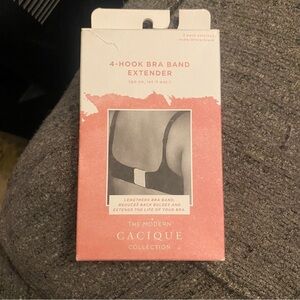 4-HOOK BRA BAND
EXTENDER
LENGTHENS BRA BAND,
REDUCES BACK BULGES AND
EXTENDS THE LIFE OF YOUR BRA.
THE MODERN
CACIQUE
COLLECTION